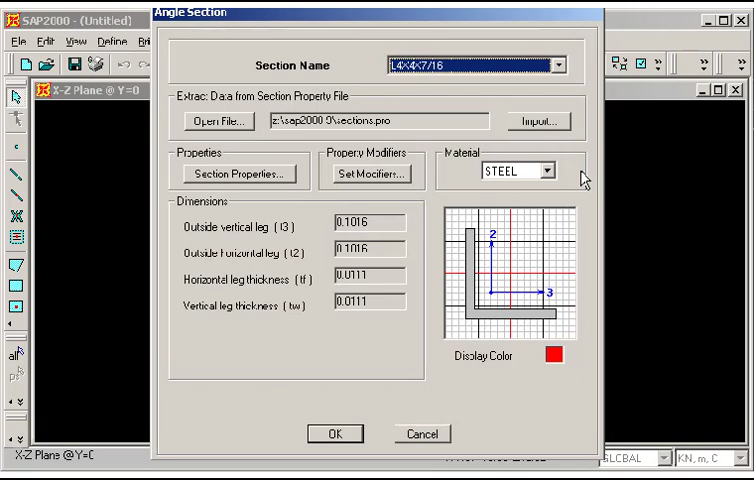 SAP2000 - (Untitled)
Angle Section
Edit View Define
X-Z Plane @ Y=0
Section Name
L4X4X7/16
Extract Data from Section Property File
Open File...
z:\sap2000 9\sections.pro
Import...
Properties
Section Properties...
Property Modifiers
Set Modifiers...
Material
STEEL
Dimensions
Outside vertical leg ( t3 )
0.1016
Outside horizontal leg ( t2 )
0.1016
Horizontal leg thickness ( tf )
0.0111
Vertical leg thickness ( tw )
0.0111
2
3
Display Color
all
ps
OK
Cancel
X-Z Plane @ Y=0
GLOBAL
KN, m, C